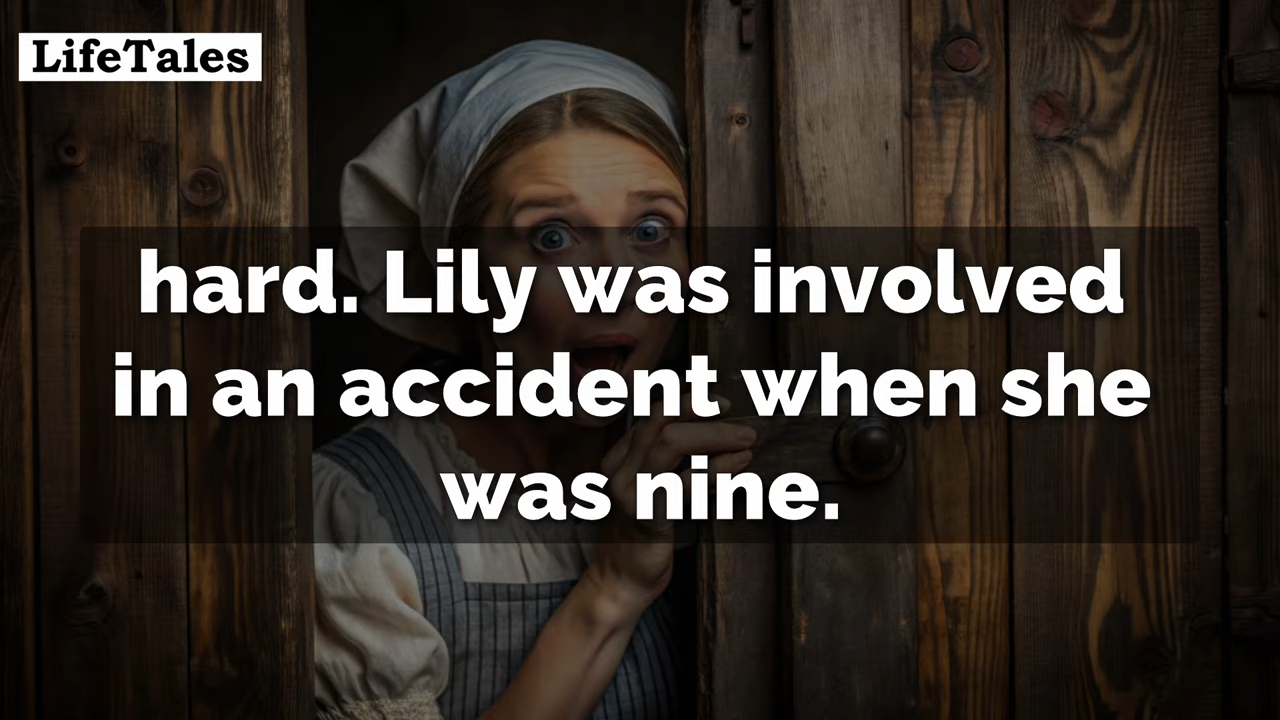 LifeTales
hard. Lily was involved
in an accident when she
was nine.